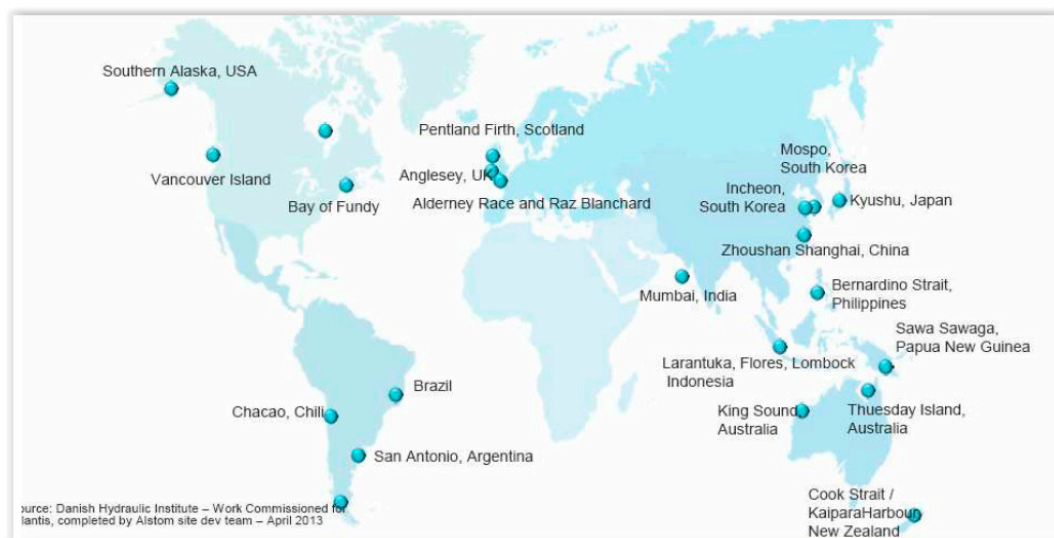 Southern Alaska, USA
Pentland Firth, Scotland
Mospo,
South Korea
Vancouver Island
Anglesey, UK
Incheon,
South Korea
Bay of Fundy
Alderney Race and Raz Blanchard
Kyushu, Japan
Zhoushan Shanghai, China
Mumbai, India
Bernardino Strait,
Philippines
Sawa Sawaga,
Papua New Guinea
Larantuka, Flores, Lombock
Indonesia
Brazil
Chacao, Chili
King Sound,
Australia
Thuesday Island,
Australia
San Antonio, Argentina
Cook Strait /
KaiparaHarbour,
New Zealand
ource: Danish Hydraulic Institute – Work Commissioned for
lantis, completed by Alstom site dev team – April 2013